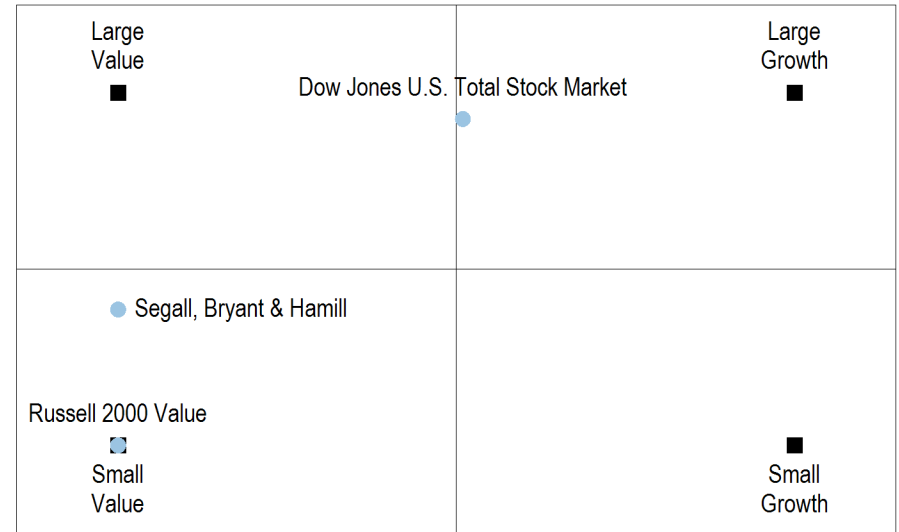 Large
Value
Large
Growth
Dow Jones U.S. Total Stock Market
Segall, Bryant & Hamill
Russell 2000 Value
Small
Value
Small
Growth